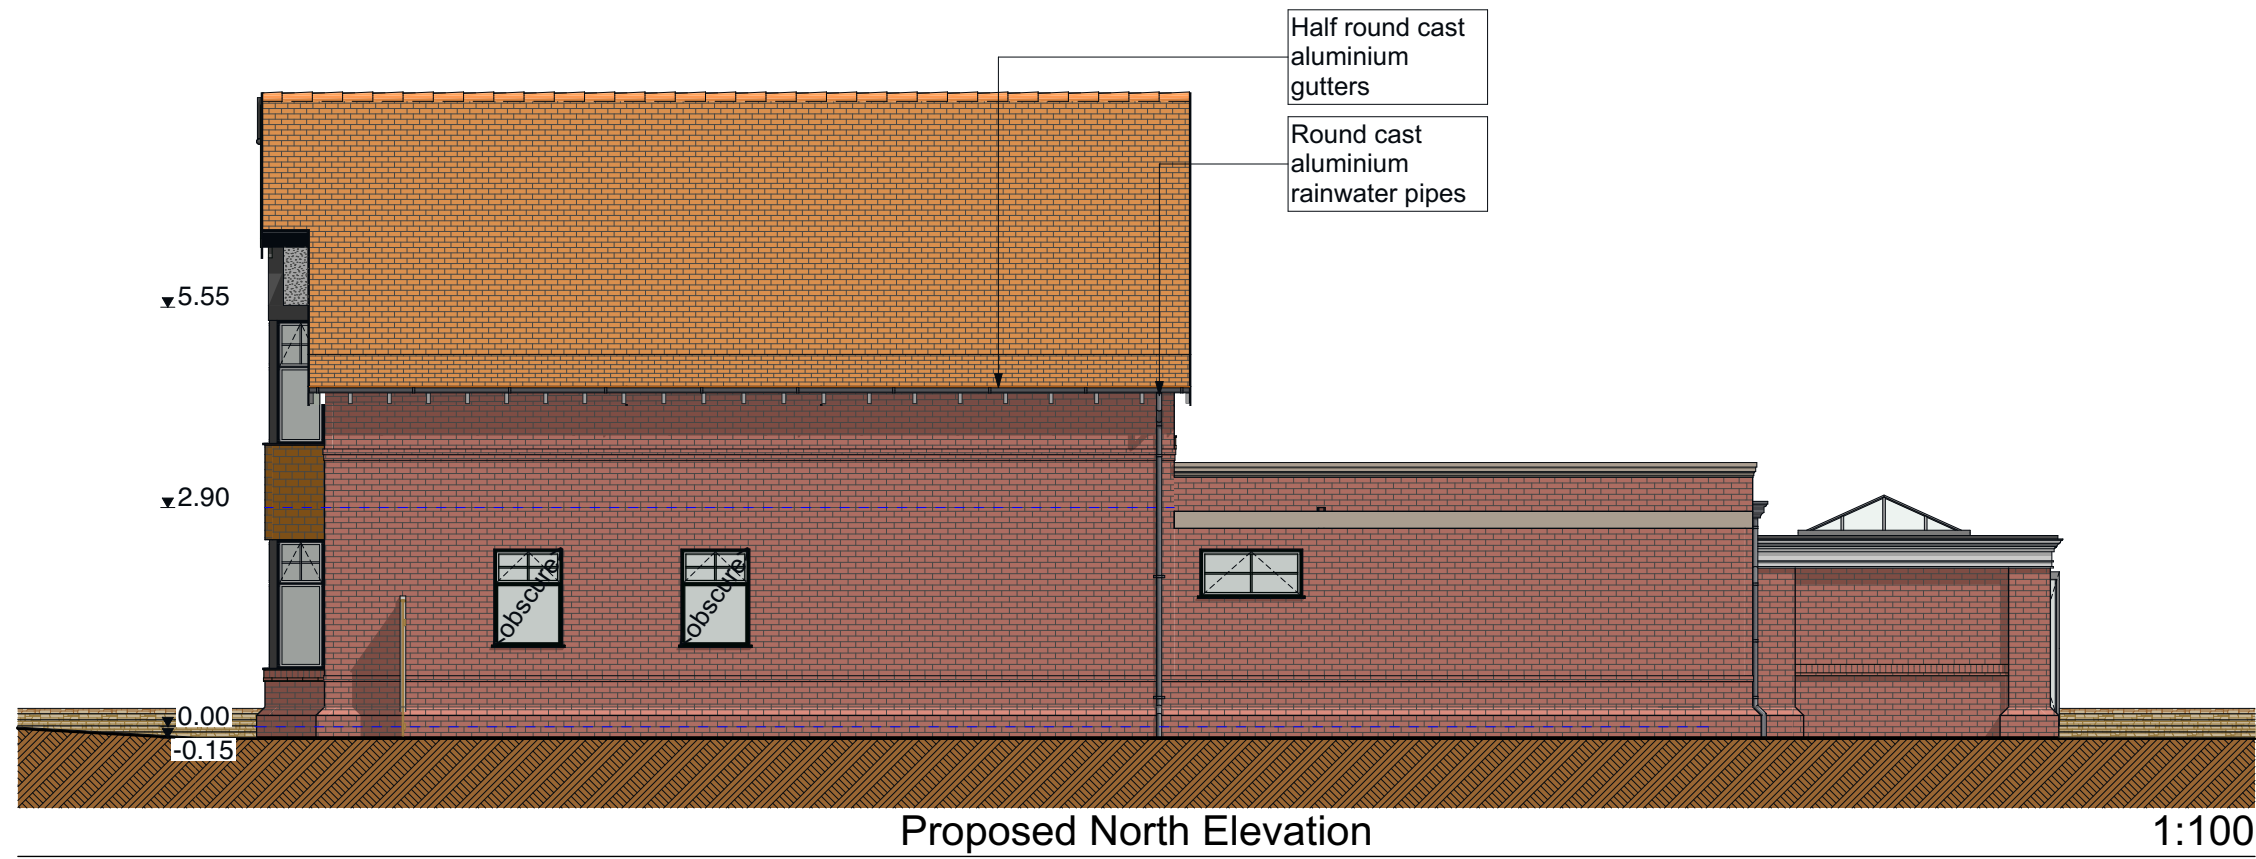 Half round cast
aluminium
gutters
Round cast
aluminium
rainwater pipes
5.55
2.90
obscure
obscure
0.00
-0.15
Proposed North Elevation
1:100